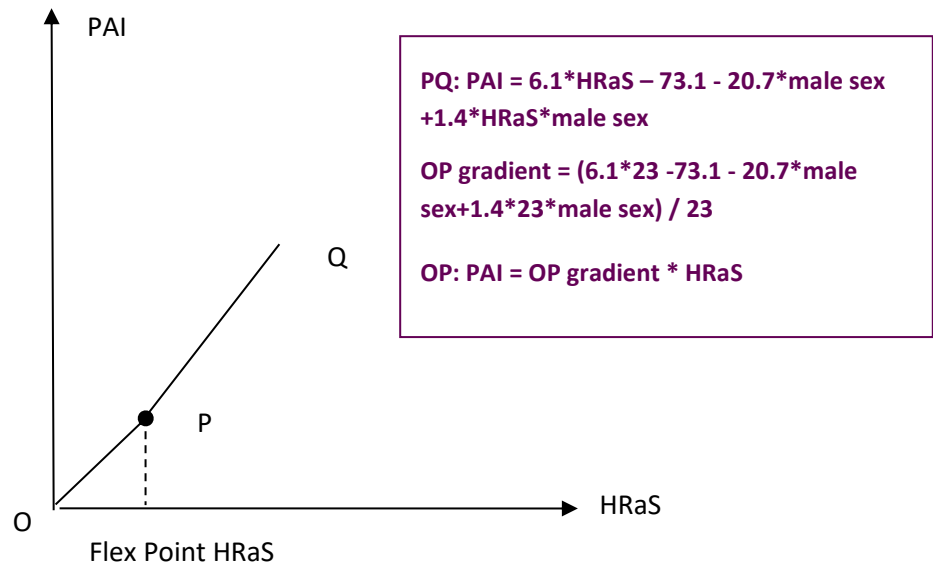 PAI
PQ: PAI = 6.1*HRaS – 73.1 - 20.7*male sex
+1.4*HRaS*male sex
OP gradient = (6.1*23 -73.1 - 20.7*male
sex+1.4*23*male sex) / 23
OP: PAI = OP gradient * HRaS
Q
P
HRaS
O
Flex Point HRaS